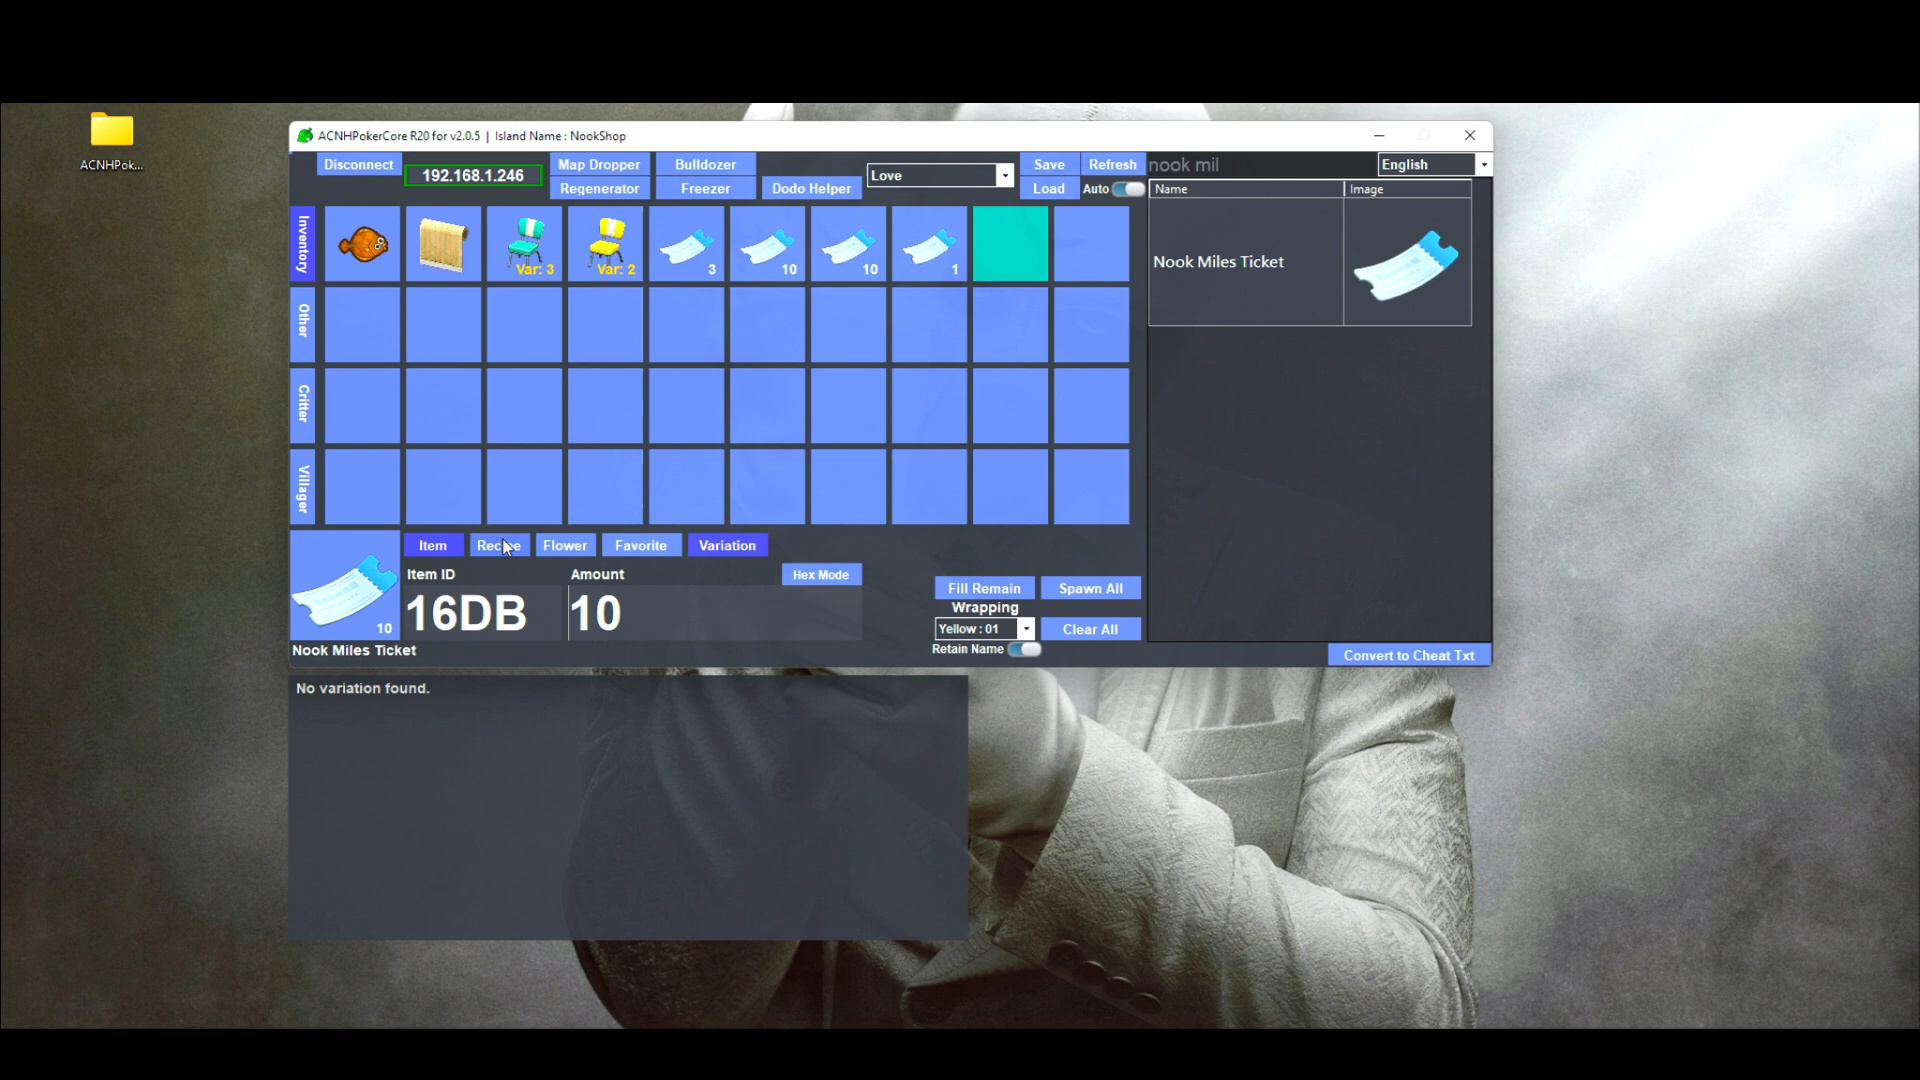 ACNHPok...
ACNHPokerCore R20 for v2.0.5 | Island Name : NookShop
Disconnect
192.168.1.246
Map Dropper
Bulldozer
Regenerator
Freezer
Dodo Helper
Love
Save
Refresh
Load
Auto
nook mil
English
Name
Image
Inventory
Var: 3
Var: 2
3
10
10
1
Nook Miles Ticket
Other
Critter
Villager
Item
Flower
Favorite
Variation
Item ID
Amount
Hex Mode
16DB
10
10
Nook Miles Ticket
Fill Remain
Spawn All
Wrapping
Yellow : 01
Clear All
Retain Name
Convert to Cheat Txt
No variation found.